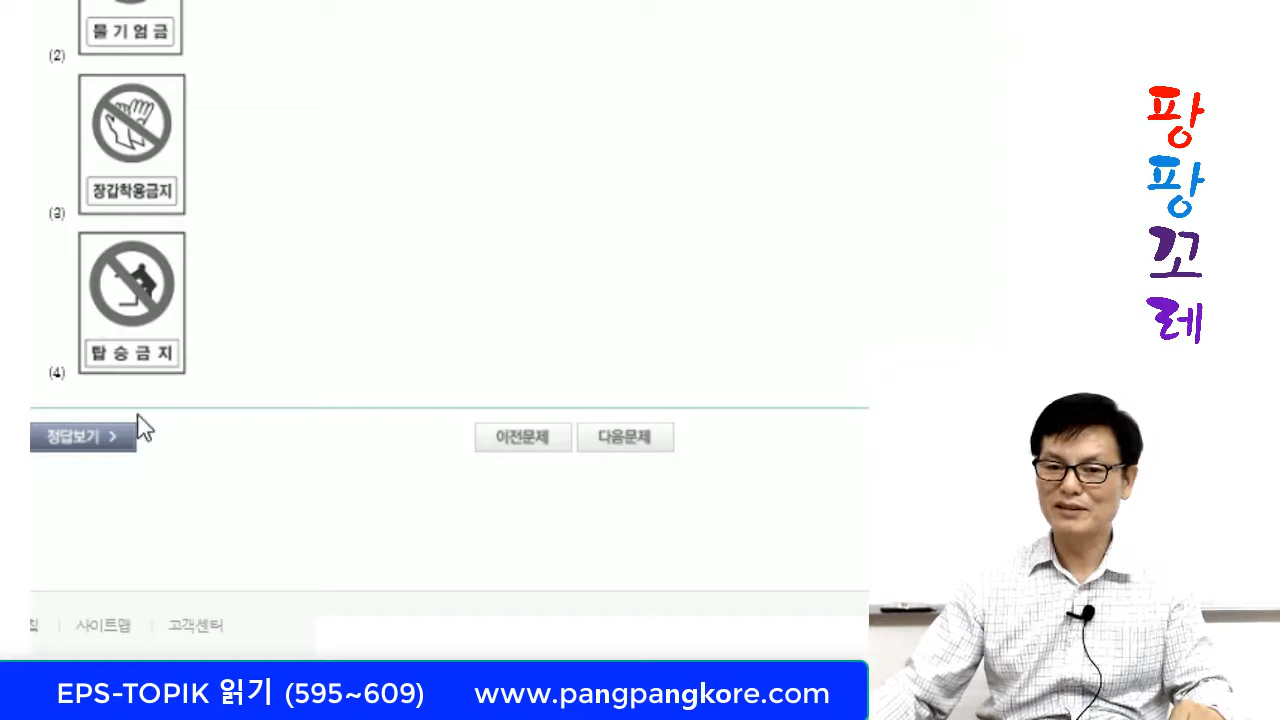 물기엄금
(2)
장갑착용금지
(3)
탑승금지
(4)
정답보기 >
이전문제
다음문제
사이트맵
고객센터
EPS-TOPIK 읽기 (595~609)
www.pangpangkore.com
팡
팡
꼬
레